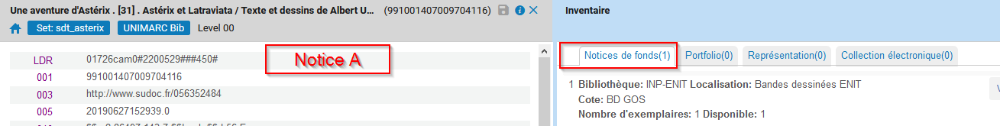 Une aventure d'Astérix . [31] . Astérix et Latraviata / Texte et dessins de Albert U... (991001407009704116)
Set: sdt_asterix UNIMARC Bib Level 00
LDR 01726cam0#2200529###450#
001 991001407009704116
003 http://www.sudoc.fr/056352484
005 20190627152939.0
Notice A
Inventaire
Notices de fonds(1) Portfolio(0) Représentation(0) Collection électronique(0)
1 Bibliothèque: INP-ENIT Localisation: Bandes dessinées ENIT
Cote: BD GOS
Nombre d'exemplaires: 1 Disponible: 1